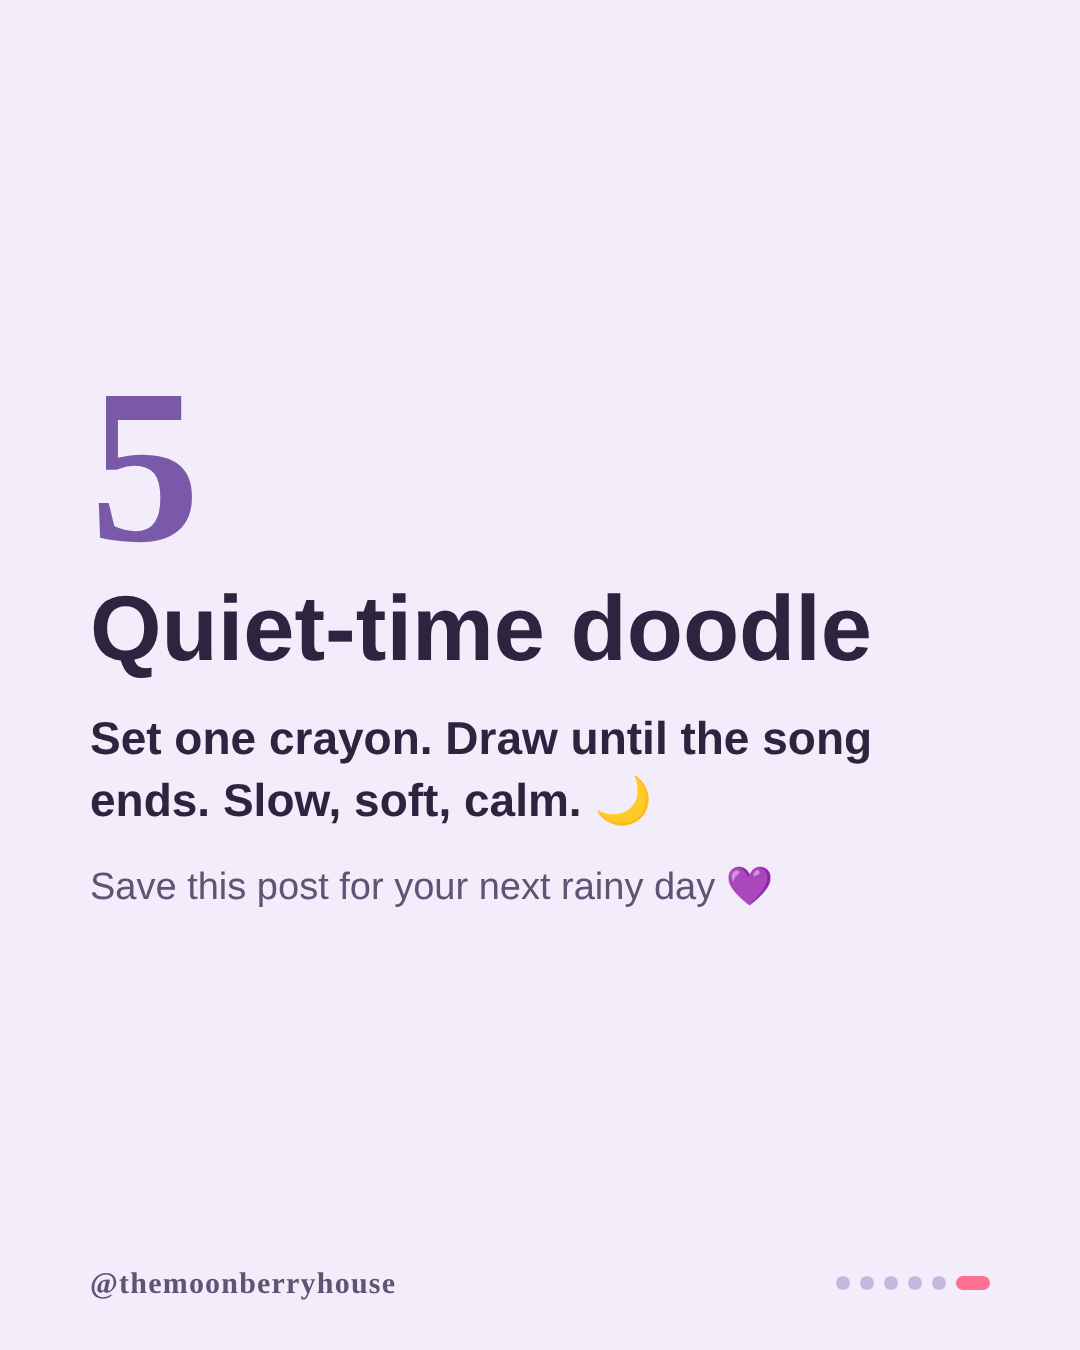 5
Quiet-time doodle
Set one crayon. Draw until the song
ends. Slow, soft, calm. 🌙
Save this post for your next rainy day 💜
@themoonberryhouse